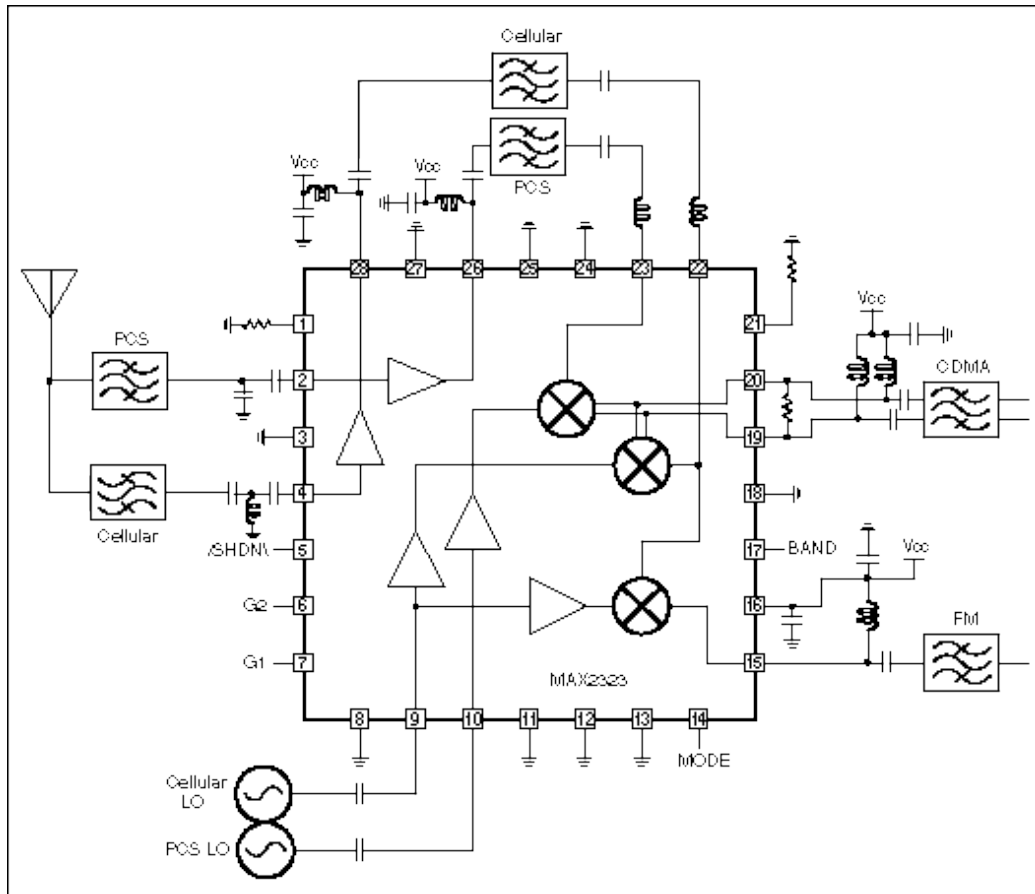 Cellular
PCS
Vcc
Vcc
28
27
26
25
24
23
22
PCS
1
2
3
4
5
6
7
Cellular
/SHDN\
G2
G1
21
20
19
18
17
16
15
Vcc
CDMA
BAND
Vcc
FM
MAX2323
8
9
10
11
12
13
14
MODE
Cellular
LO
PCS LO